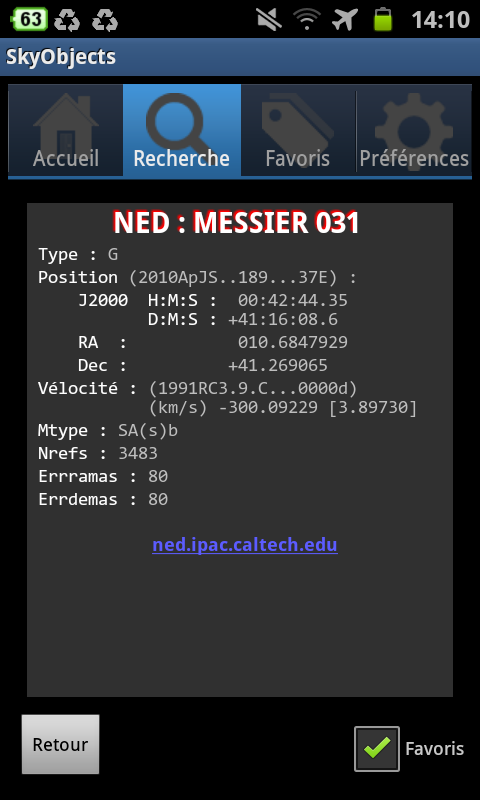 63 14:10
SkyObjects
Accueil Recherche Favoris Préférences
NED : MESSIER 031
Type : G
Position (2010ApJS..189...37E) :
J2000 H:M:S : 00:42:44.35
D:M:S : +41:16:08.6
RA : 010.6847929
Dec : +41.269065
Vélocité : (1991RC3.9.C...0000d)
(km/s) -300.09229 [3.89730]
Mtype : SA(s)b
Nrefs : 3483
Errramas : 80
Errdemas : 80
ned.ipac.caltech.edu
Retour Favoris